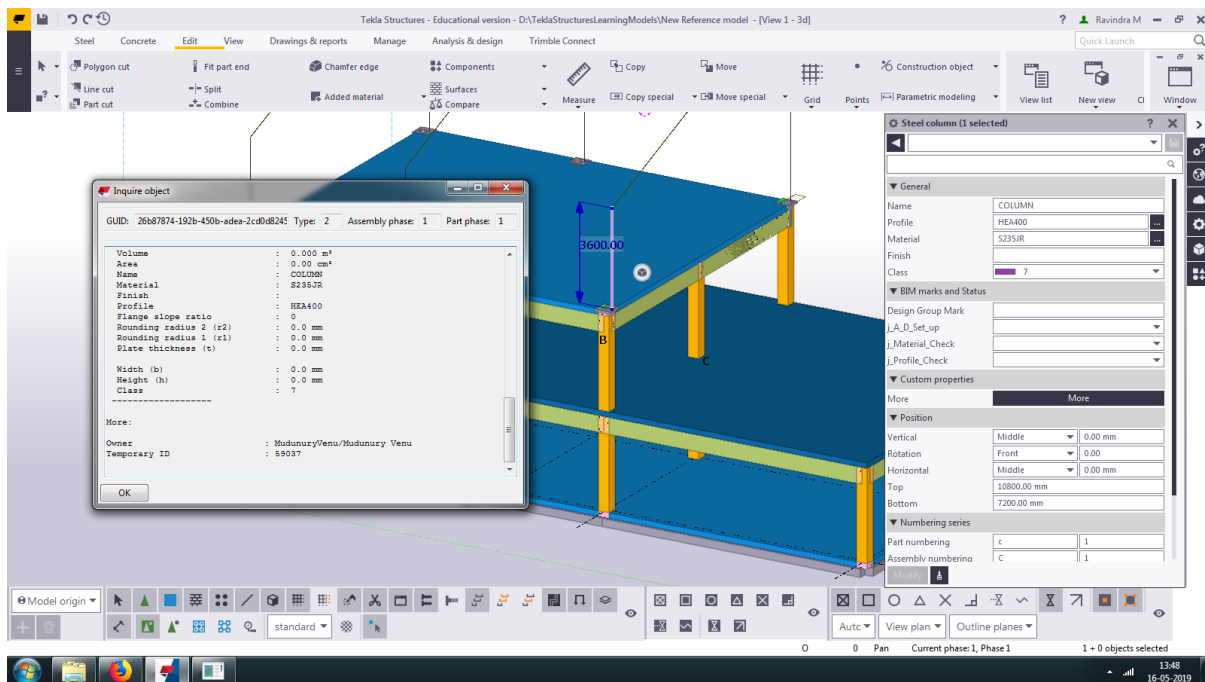 Tekla Structures - Educational version - D:\TeklaStructuresLearningModels\New Reference model - [View 1 - 3d]
? Ravindra M
Steel Concrete Edit View Drawings & reports Manage Analysis & design Trimble Connect Quick Launch
Polygon cut Fit part end Chamfer edge Components Copy Move Construction object
Line cut Split Surfaces
Part cut Combine Added material Compare Measure Copy special Move special Grid Points Parametric modeling View list New view Cl Window
Steel column (1 selected) ?
General
Name COLUMN
Profile HEA400 ...
Material S235JR ...
Finish
Class 7
BIM marks and Status
Design Group Mark
j_A_D_Set_up
j_Material_Check
j_Profile_Check
Custom properties
More More
Position
Vertical Middle 0.00 mm
Rotation Front 0.00
Horizontal Middle 0.00 mm
Top 10800.00 mm
Bottom 7200.00 mm
Numbering series
Part numbering c 1
Assembly numbering C 1
Modify
Inquire object
GUID: 26b87874-192b-450b-adea-2cd0d8245 Type: 2 Assembly phase: 1 Part phase: 1
Volume : 0.000 m³
Area : 0.00 cm²
Name : COLUMN
Material : S235JR
Finish :
Profile : HEA400
Flange slope ratio : 0
Rounding radius 2 (r2) : 0.0 mm
Rounding radius 1 (r1) : 0.0 mm
Plate thickness (t) : 0.0 mm
Width (b) : 0.0 mm
Height (h) : 0.0 mm
Class : 7
--------------------
More:
Owner : MudunuryVenu/Mudunury Venu
Temporary ID : 59037
OK
3600.00
B
C
Model origin
standard
Autc View plan Outline planes
O 0 Pan Current phase: 1, Phase 1 1 + 0 objects selected
13:48
16-05-2019